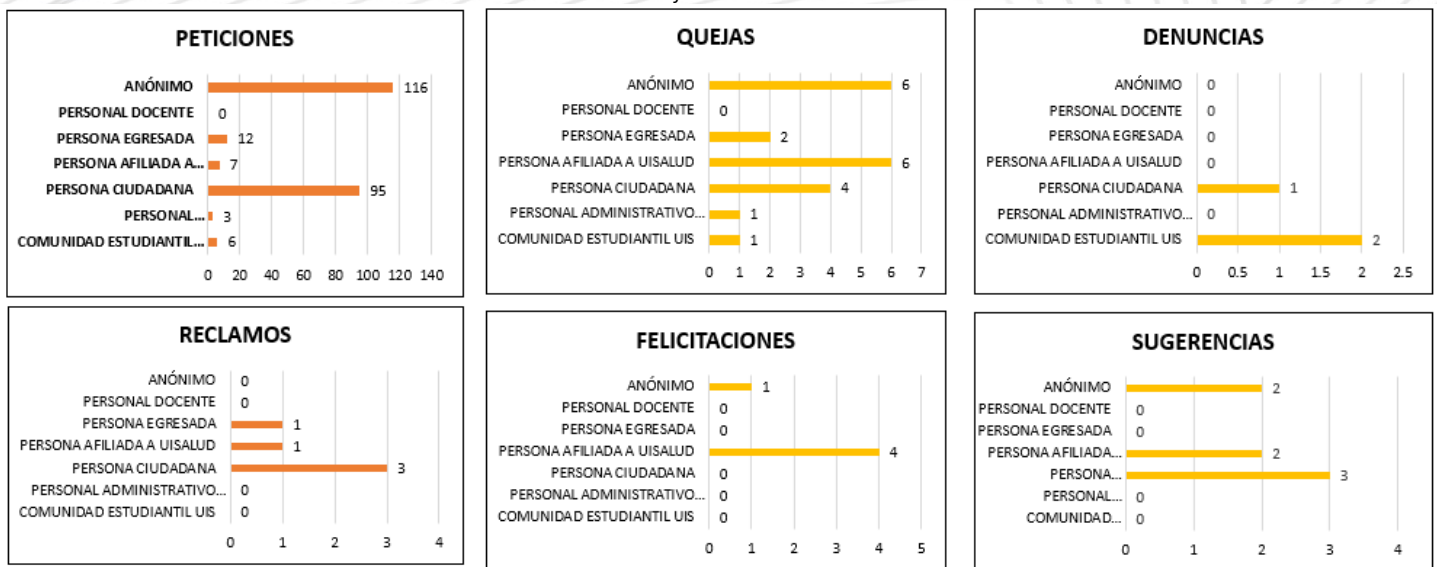 PETICIONES
ANÓNIMO 116
PERSONAL DOCENTE 0
PERSONA EGRESADA 12
PERSONA AFILIADA A... 7
PERSONA CIUDADANA 95
PERSONAL... 3
COMUNIDAD ESTUDIANTIL... 6
0 20 40 60 80 100 120 140
QUEJAS
ANÓNIMO 6
PERSONAL DOCENTE 0
PERSONA EGRESADA 2
PERSONA AFILIADA A UISALUD 6
PERSONA CIUDADANA 4
PERSONAL ADMINISTRATIVO... 1
COMUNIDAD ESTUDIANTIL UIS 1
0 1 2 3 4 5 6 7
DENUNCIAS
ANÓNIMO 0
PERSONAL DOCENTE 0
PERSONA EGRESADA 0
PERSONA AFILIADA A UISALUD 0
PERSONA CIUDADANA 1
PERSONAL ADMINISTRATIVO... 0
COMUNIDAD ESTUDIANTIL UIS 2
0 0.5 1 1.5 2 2.5
RECLAMOS
ANÓNIMO 0
PERSONAL DOCENTE 0
PERSONA EGRESADA 1
PERSONA AFILIADA A UISALUD 1
PERSONA CIUDADANA 3
PERSONAL ADMINISTRATIVO... 0
COMUNIDAD ESTUDIANTIL UIS 0
0 1 2 3 4
FELICITACIONES
ANÓNIMO 1
PERSONAL DOCENTE 0
PERSONA EGRESADA 0
PERSONA AFILIADA A UISALUD 4
PERSONA CIUDADANA 0
PERSONAL ADMINISTRATIVO... 0
COMUNIDAD ESTUDIANTIL UIS 0
0 1 2 3 4 5
SUGERENCIAS
ANÓNIMO 2
PERSONAL DOCENTE 0
PERSONA EGRESADA 0
PERSONA AFILIADA... 2
PERSONA... 3
PERSONAL... 0
COMUNIDAD... 0
0 1 2 3 4